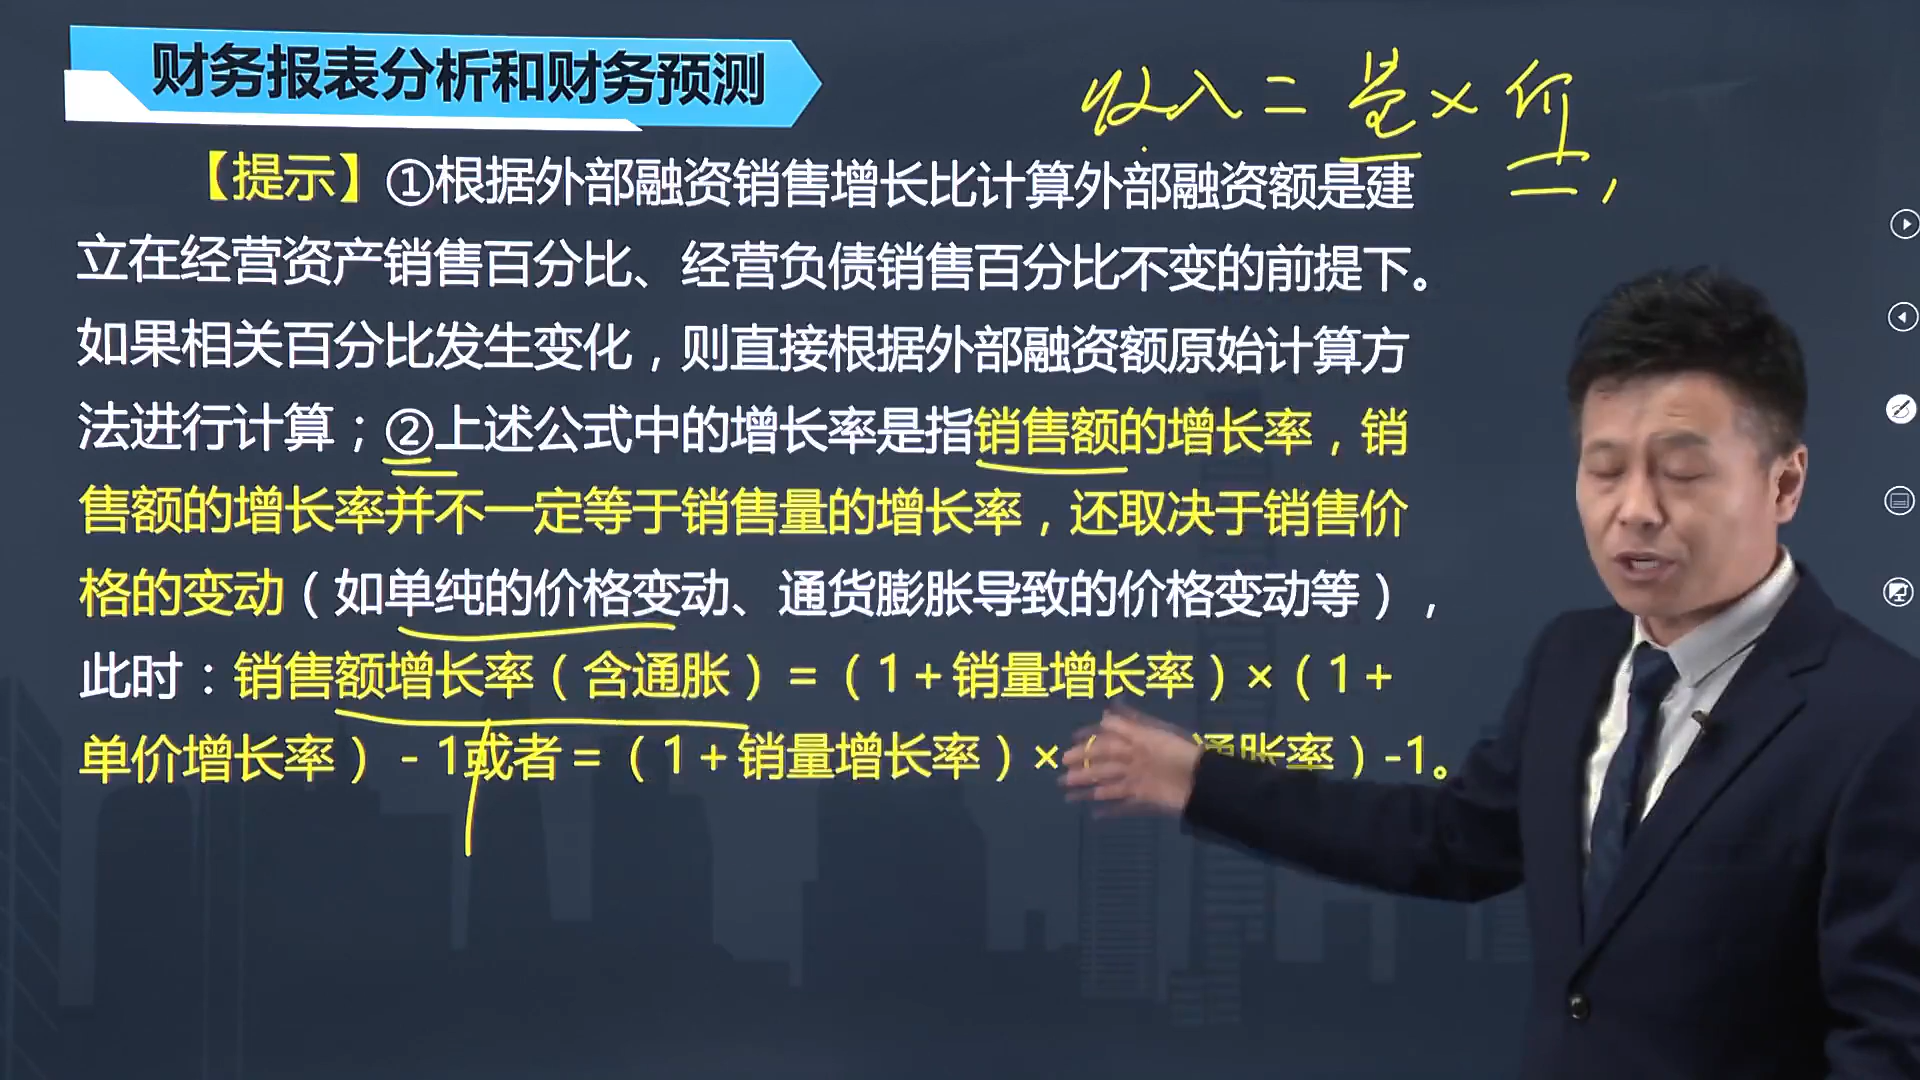 财务报表分析和财务预测
收入=量×价,
【提示】①根据外部融资销售增长比计算外部融资额是建
立在经营资产销售百分比、经营负债销售百分比不变的前提下。
如果相关百分比发生变化，则直接根据外部融资额原始计算方
法进行计算；②上述公式中的增长率是指销售额的增长率，销
售额的增长率并不一定等于销售量的增长率，还取决于销售价
格的变动（如单纯的价格变动、通货膨胀导致的价格变动等），
此时：销售额增长率（含通胀）＝（1＋销量增长率）×（1＋
单价增长率）－1或者＝（1＋销量增长率）×（ 通胀率）-1。